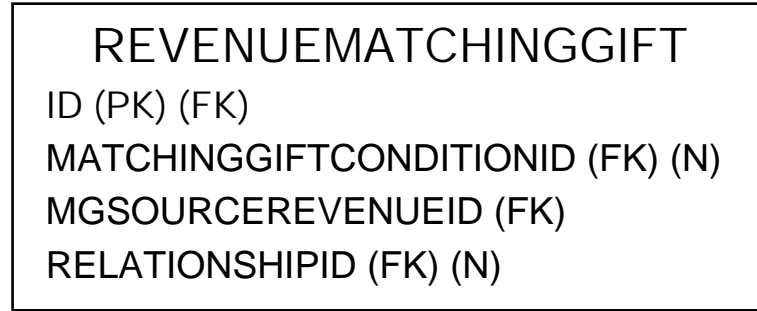 REVENUEMATCHINGGIFT
ID (PK) (FK)
MATCHINGGIFTCONDITIONID (FK) (N)
MGSOURCEREVENUEID (FK)
RELATIONSHIPID (FK) (N)